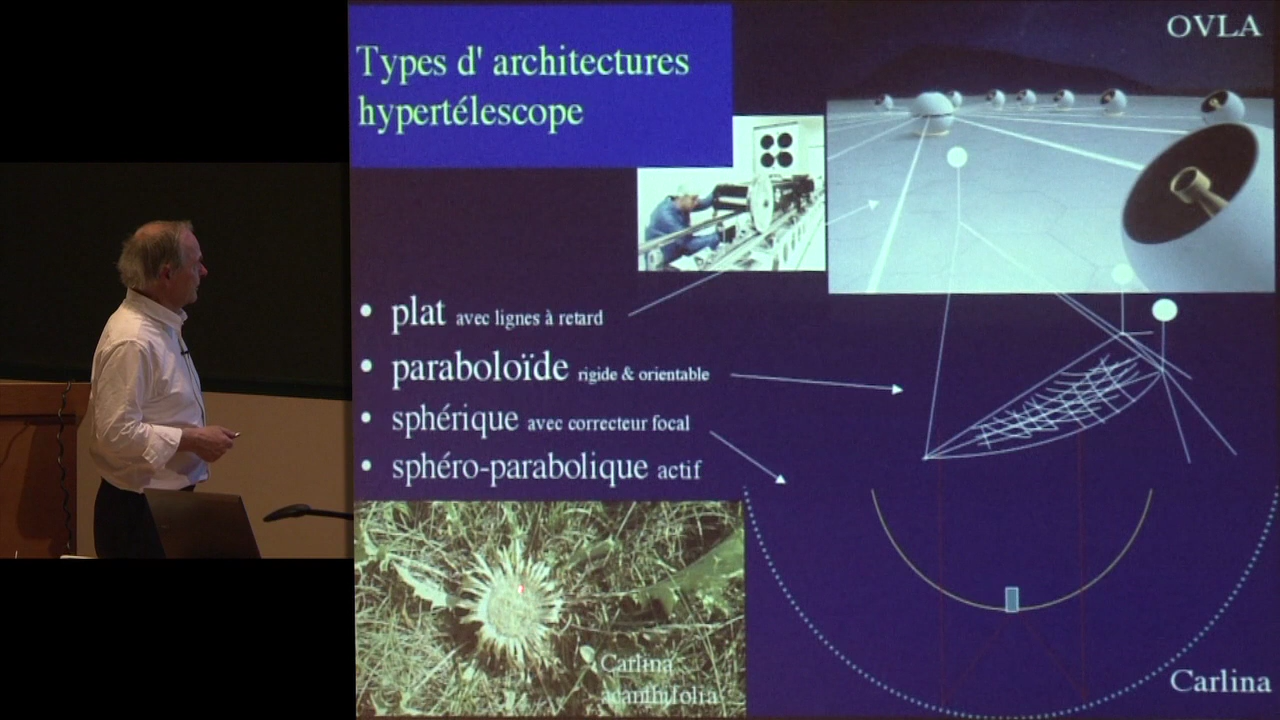 Types d' architectures
hypertélescope
OVLA
• plat avec lignes à retard
• paraboloïde rigide & orientable
• sphérique avec correcteur focal
• sphéro-parabolique actif
Carlina
acanthifolia
Carlina